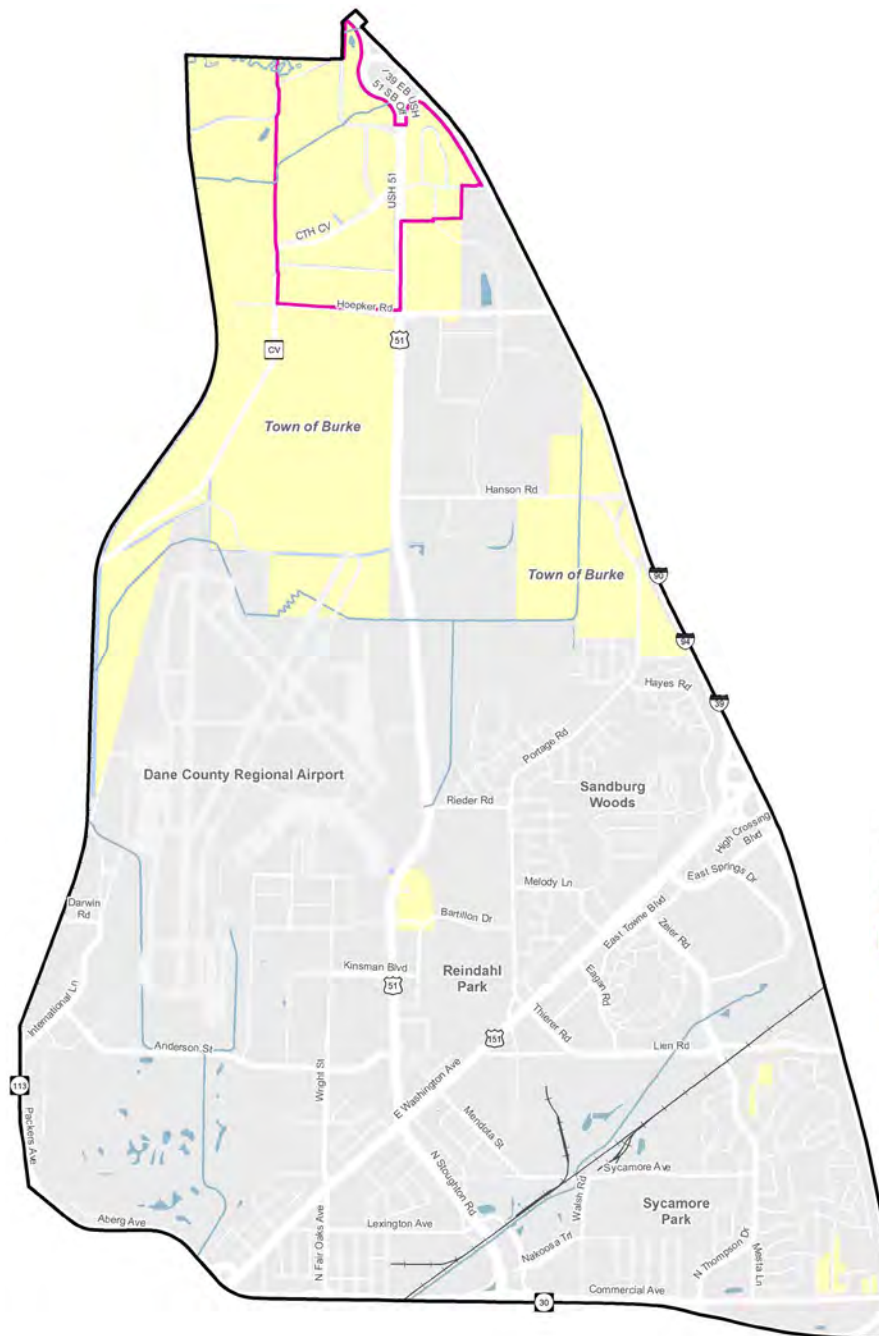 39 EB USH
51 SB Off
USH 51
CTH CV
Hoepker Rd
51
CV
Town of Burke
Hanson Rd
Town of Burke
90
94
Hayes Rd
39
Portage Rd
Dane County Regional Airport
Sandburg
Woods
Rieder Rd
High Crossing
Blvd
East Springs Dr
Melody Ln
Darwin
Rd
Bartillon Dr
East Towne Blvd
Zeier Rd
Kinsman Blvd
Reindahl
Park
51
Eagan Rd
International Ln
Thierer Rd
151
Anderson St
Lien Rd
Wright St
113
E Washington Ave
Packers Ave
Mendota St
N Stoughton Rd
Sycamore Ave
Walsh Rd
Sycamore
Park
Aberg Ave
N Fair Oaks Ave
Lexington Ave
Nakoosa Trl
N Thompson Dr
Mesta Ln
Commercial Ave
30